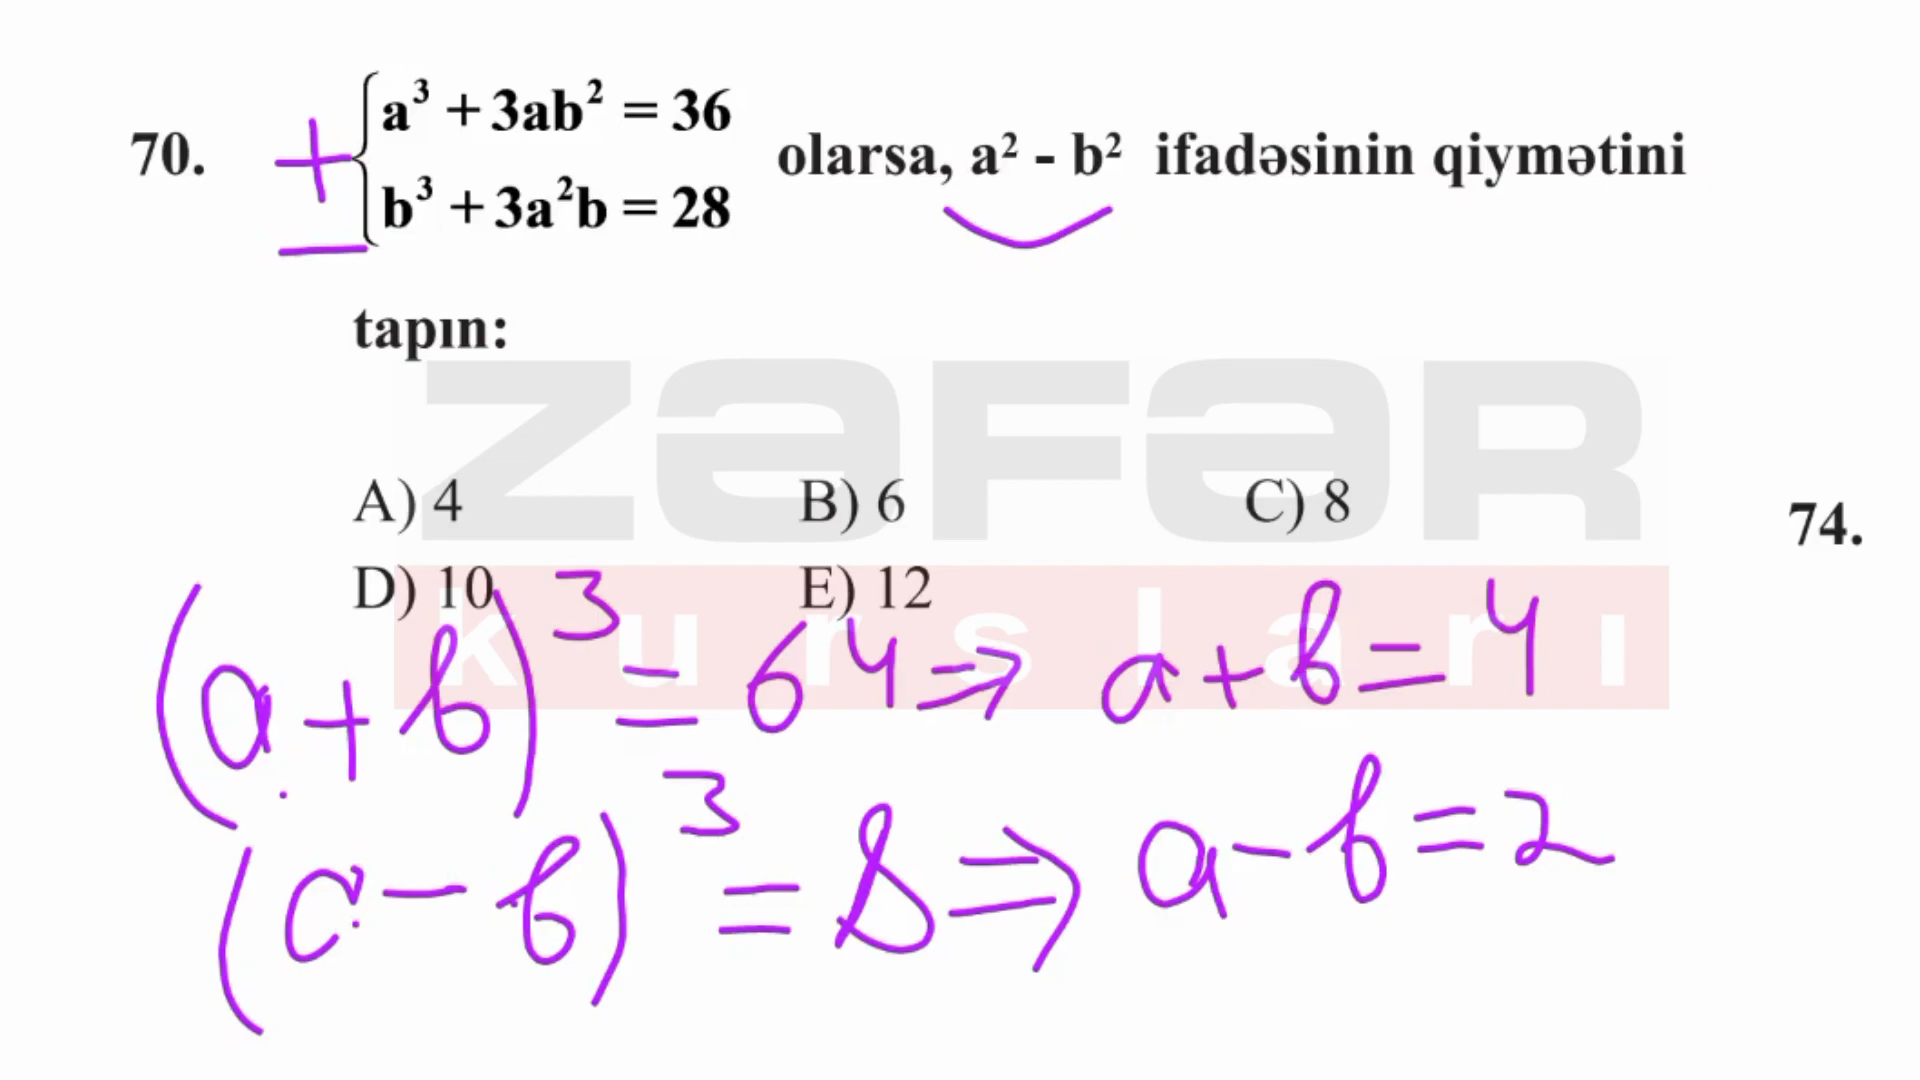 70. a³ + 3ab² = 36
b³ + 3a²b = 28
olarsa, a² - b² ifadəsinin qiymətini
tapın:
ZƏFƏR
kursları
A) 4 B) 6 C) 8
D) 10 E) 12
74.
+
−
(a + b)³ = 64 ⇒ a + b = 4
(a − b)³ = 8 ⇒ a − b = 2